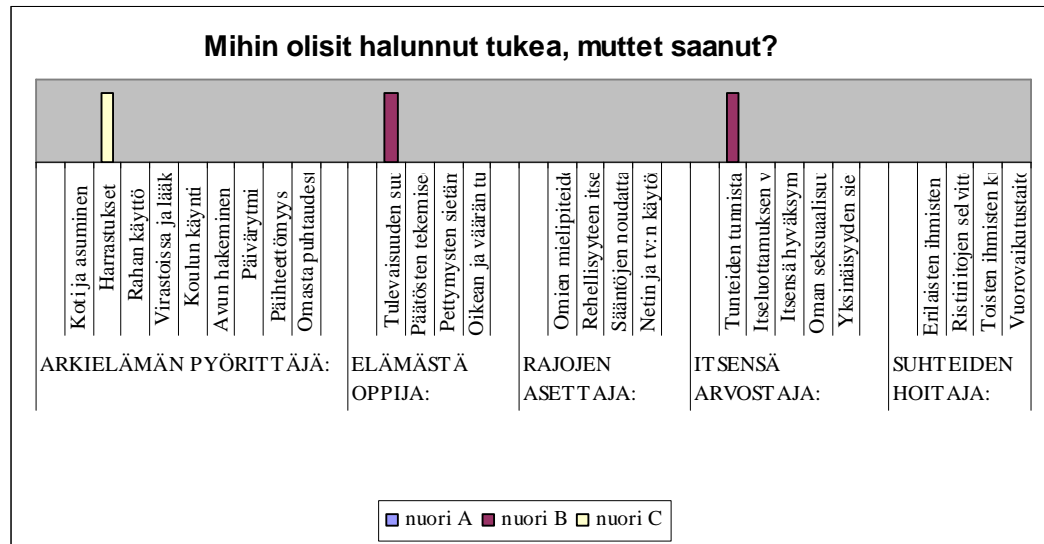 Mihin olisit halunnut tukea, muttet saanut?
Koti ja asuminen
Harrastukset
Rahan käyttö
Virastoissa ja lääk
Koulun käynti
Avun hakeminen
Päivärytmi
Päihteettömyys
Omasta puhtaudest
Tulevaisuuden suu
Päätösten tekemise
Pettymysten sietäm
Oikean ja väärän tu
Omien mielipiteide
Rehellisyyteen itse
Sääntöjen noudatta
Netin ja tv:n käytö
Tunteiden tunnista
Itseluottamuksen v
Itsensä hyväksym
Oman seksuaalisuu
Yksinäisyyden sie
Erilaisten ihmisten
Ristiriitojen selvitt
Toisten ihmisten k
Vuorovaikutustaito
ARKIELÄMÄN PYÖRITTÄJÄ:
ELÄMÄSTÄ
OPPIJA:
RAJOJEN
ASETTAJA:
ITSENSÄ
ARVOSTAJA:
SUHTEIDEN
HOITAJA:
nuori A nuori B nuori C